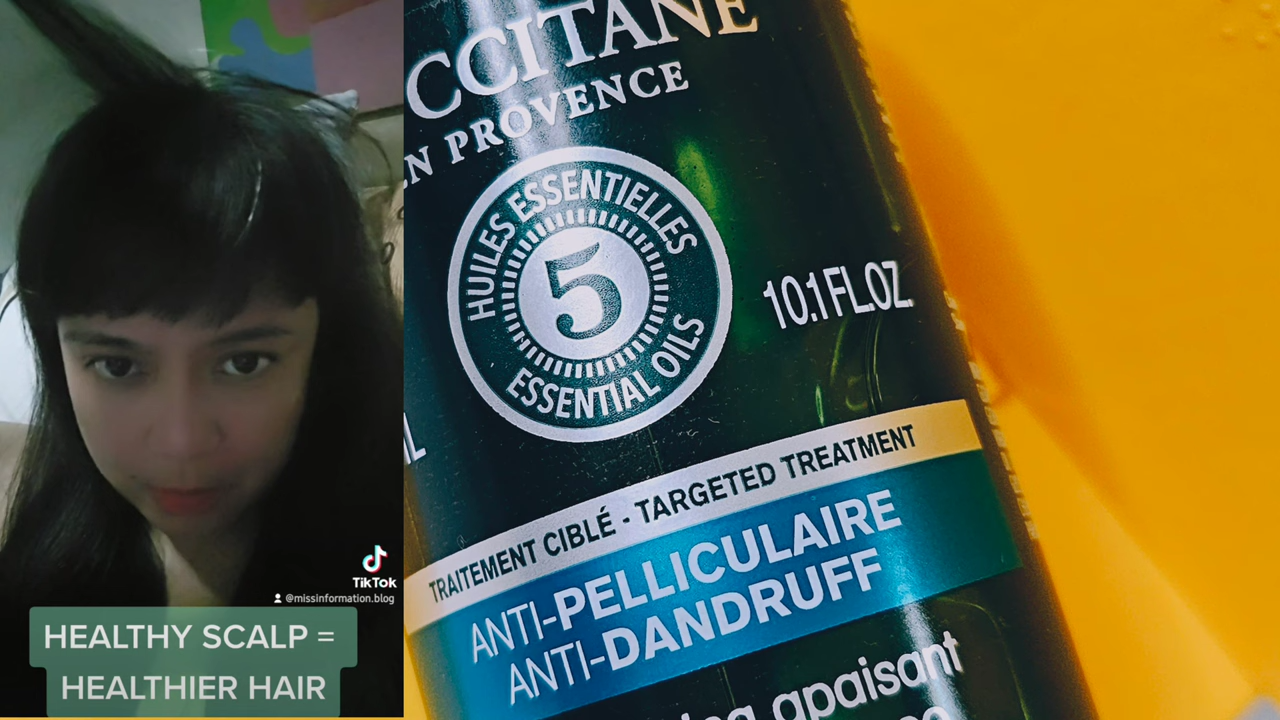 TikTok
@missinformation.blog
HEALTHY SCALP =
HEALTHIER HAIR
CCITANE
EN PROVENCE
HUILES ESSENTIELLES
5
ESSENTIAL OILS
10.1 FL.OZ.
TRAITEMENT CIBLÉ - TARGETED TREATMENT
ANTI-PELLICULAIRE
ANTI-DANDRUFF
apaisant